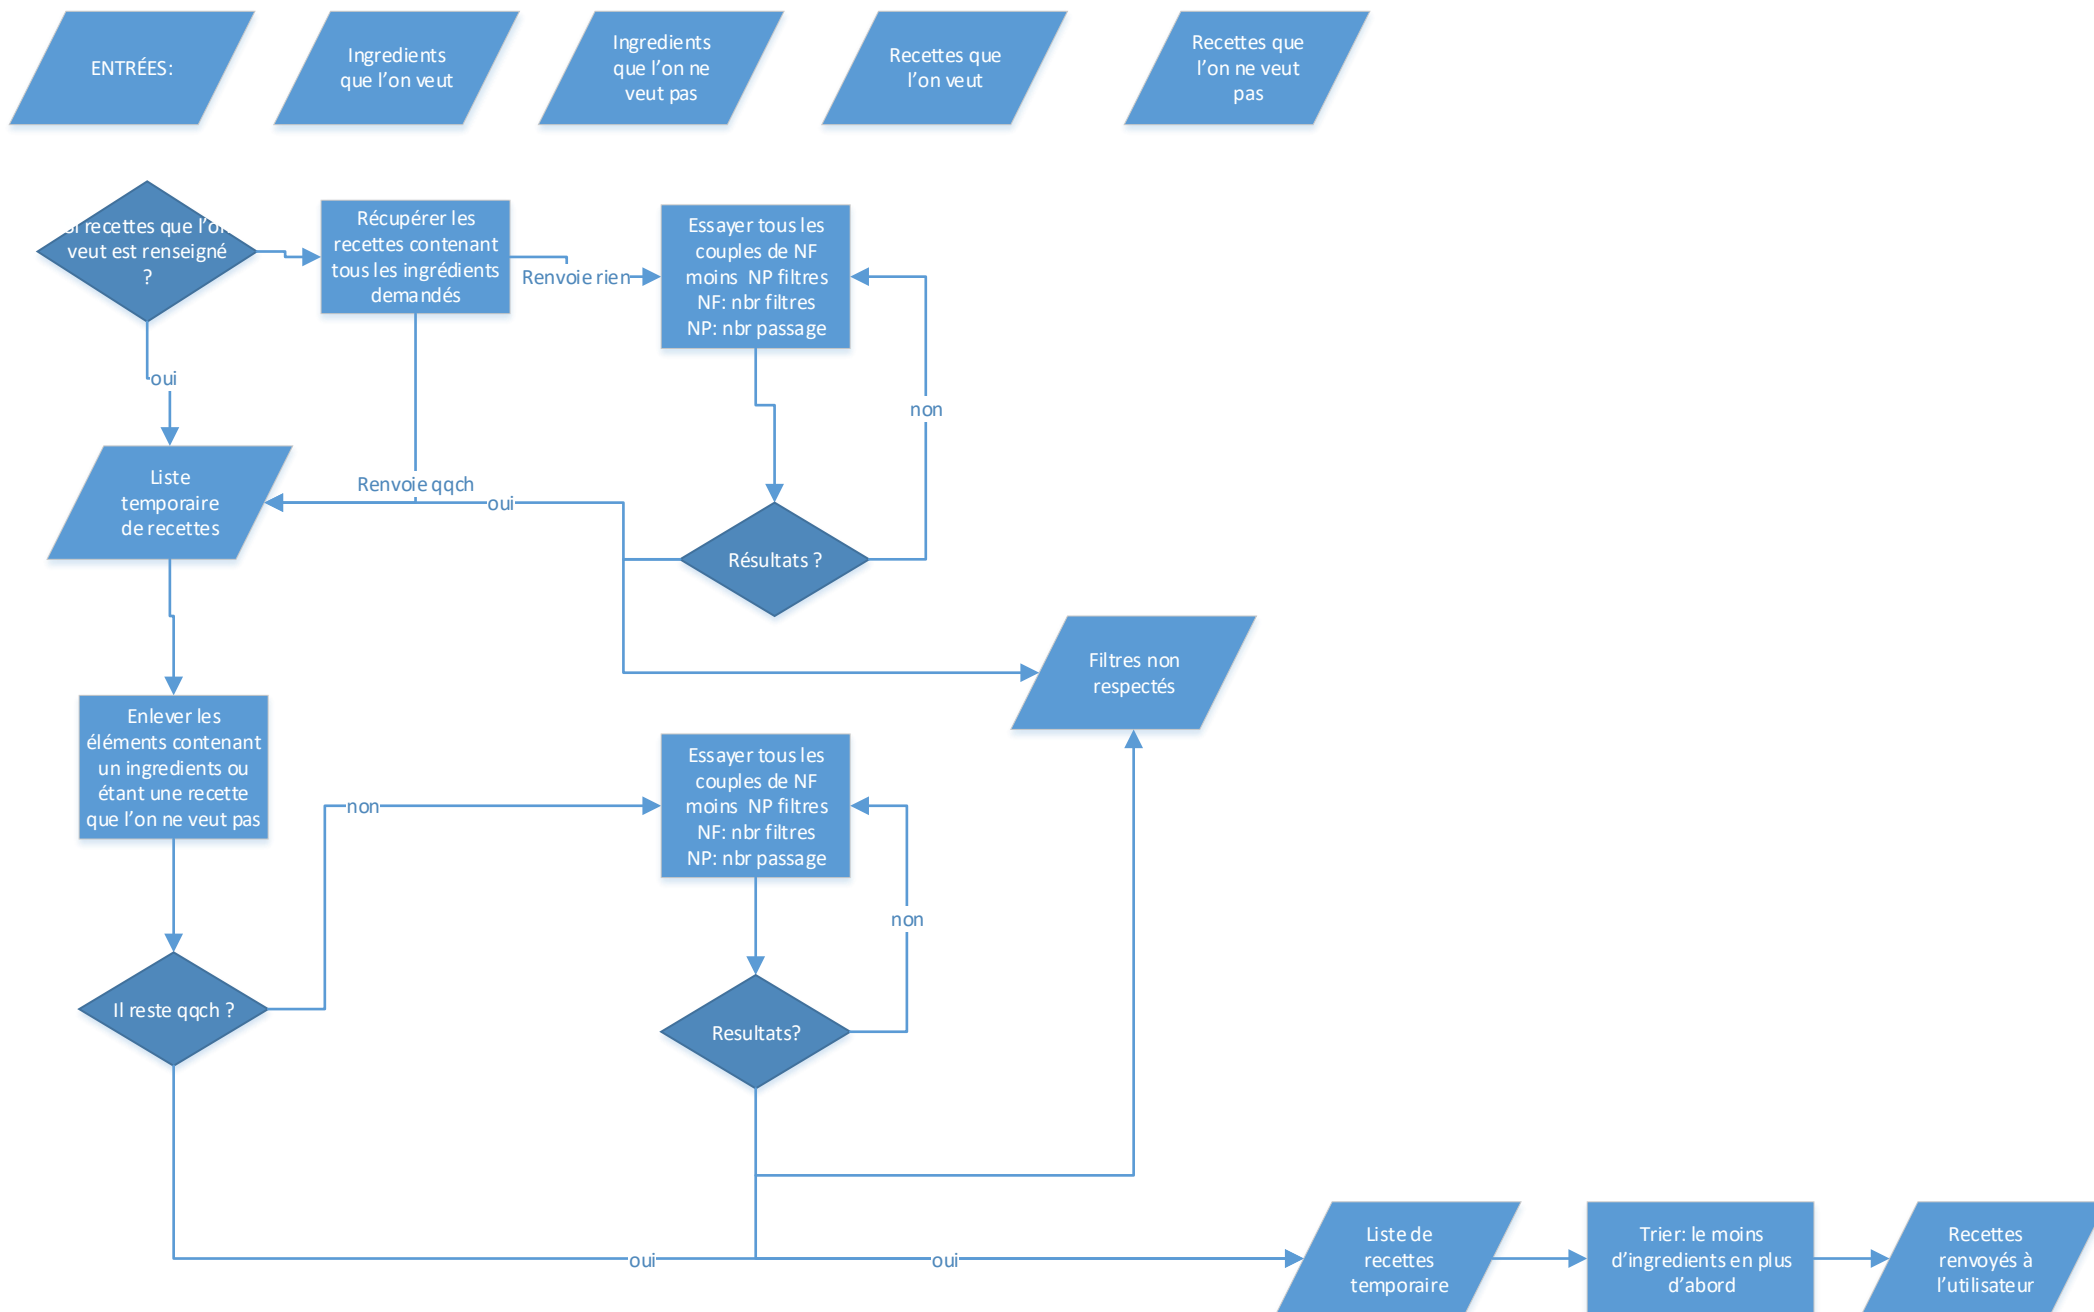 ENTRÉES:
Ingredients
que l'on veut
Ingredients
que l'on ne
veut pas
Recettes que
l'on veut
Recettes que
l'on ne veut
pas
Si recettes que l'on
veut est renseigné
?
Récupérer les
recettes contenant
tous les ingrédients
demandés
Renvoie rien
Essayer tous les
couples de NF
moins NP filtres
NF: nbr filtres
NP: nbr passage
oui
non
Liste
temporaire
de recettes
Renvoie qqch
oui
Résultats ?
Filtres non
respectés
Enlever les
éléments contenant
un ingredients ou
étant une recette
que l'on ne veut pas
non
Essayer tous les
couples de NF
moins NP filtres
NF: nbr filtres
NP: nbr passage
non
Il reste qqch ?
Resultats?
oui
oui
Liste de
recettes
temporaire
Trier: le moins
d'ingredients en plus
d'abord
Recettes
renvoyés à
l'utilisateur